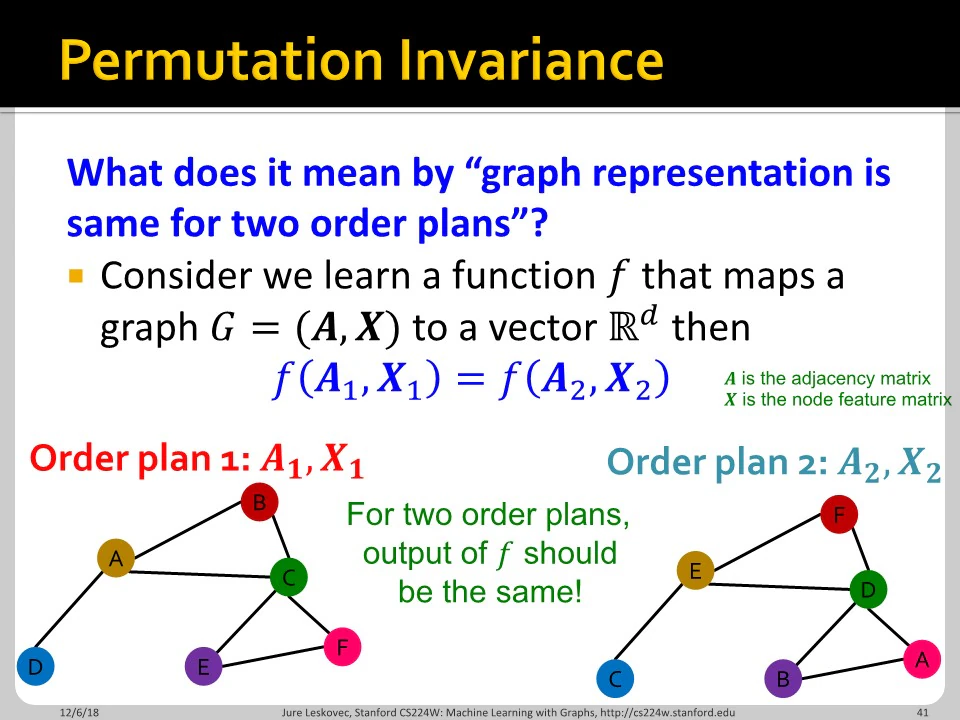 Permutation Invariance
What does it mean by “graph representation is
same for two order plans”?
Consider we learn a function 𝑓 that maps a
graph 𝐺 = (𝑨, 𝑿) to a vector ℝ𝑑 then
𝑓(𝑨₁, 𝑿₁) = 𝑓(𝑨₂, 𝑿₂)
𝑨 is the adjacency matrix
𝑿 is the node feature matrix
Order plan 1: 𝑨₁, 𝑿₁
Order plan 2: 𝑨₂, 𝑿₂
For two order plans,
output of 𝑓 should
be the same!
B
A
C
F
E
D
F
E
D
A
B
C
12/6/18
Jure Leskovec, Stanford CS224W: Machine Learning with Graphs, http://cs224w.stanford.edu
41